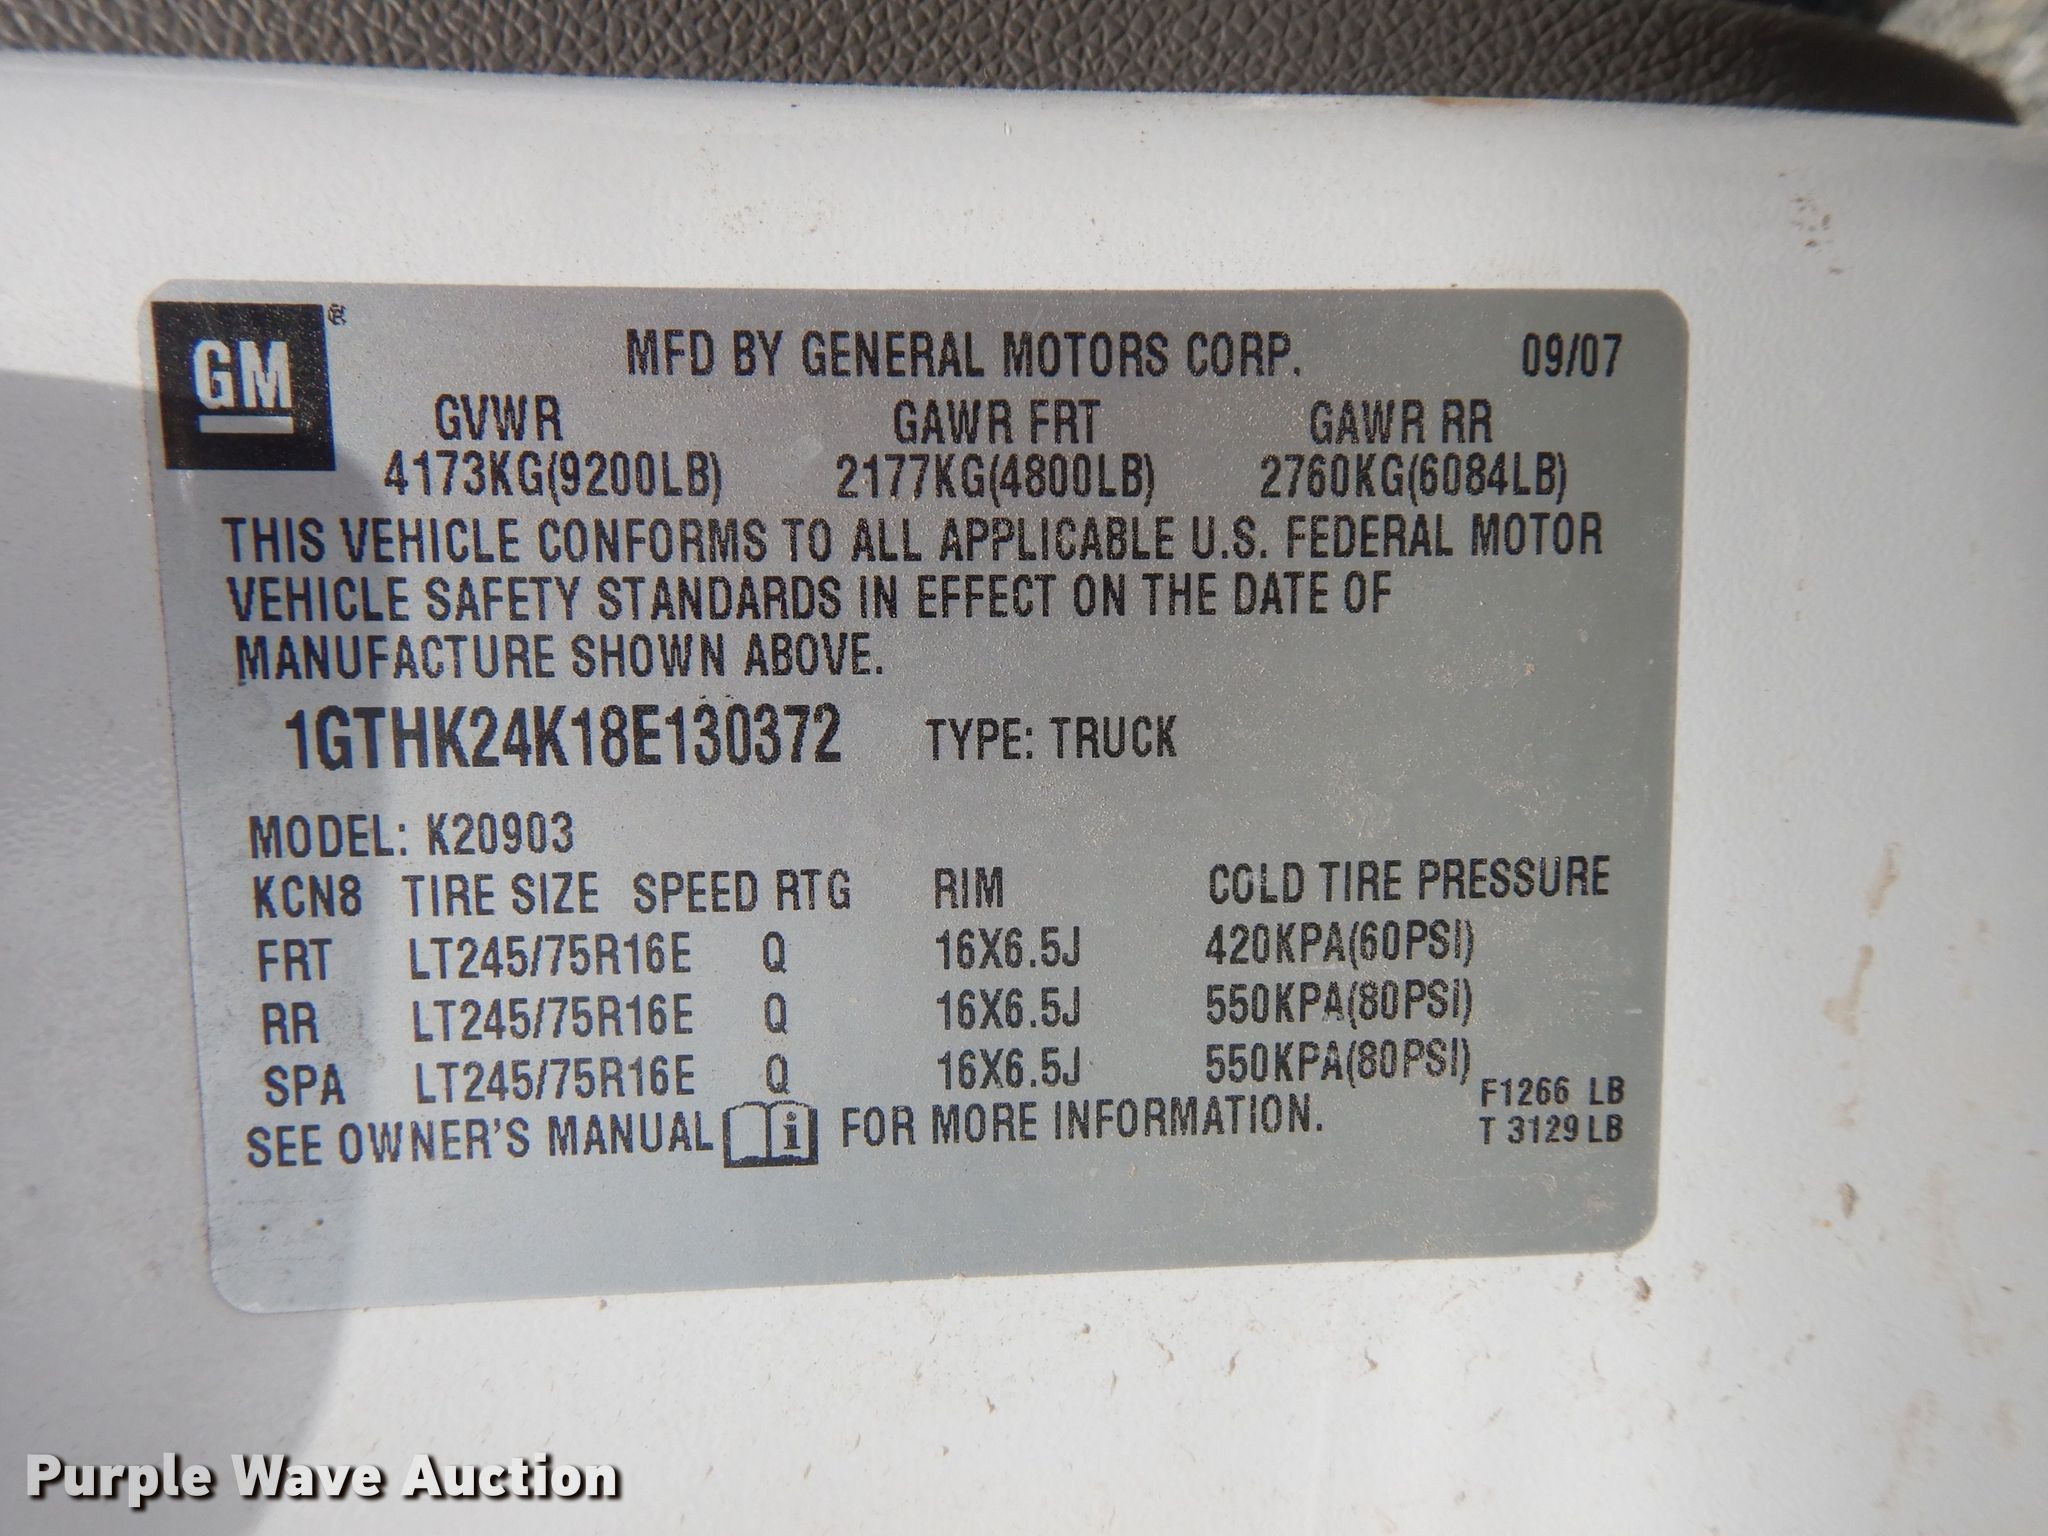 GM ®
MFD BY GENERAL MOTORS CORP. 09/07
GVWR GAWR FRT GAWR RR
4173KG(9200LB) 2177KG(4800LB) 2760KG(6084LB)
THIS VEHICLE CONFORMS TO ALL APPLICABLE U.S. FEDERAL MOTOR
VEHICLE SAFETY STANDARDS IN EFFECT ON THE DATE OF
MANUFACTURE SHOWN ABOVE.
1GTHK24K18E130372 TYPE: TRUCK
MODEL: K20903
KCN8 TIRE SIZE SPEED RTG RIM COLD TIRE PRESSURE
FRT LT245/75R16E Q 16X6.5J 420KPA(60PSI)
RR LT245/75R16E Q 16X6.5J 550KPA(80PSI)
SPA LT245/75R16E Q 16X6.5J 550KPA(80PSI)
F1266 LB
SEE OWNER'S MANUAL i FOR MORE INFORMATION. T 3129 LB
Purple Wave Auction